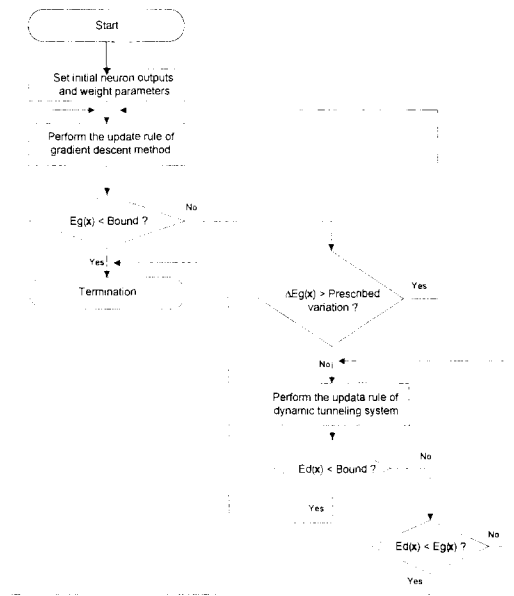 Start
Set initial neuron outputs
and weight parameters
Perform the update rule of
gradient descent method
Eg(x) < Bound ?
No
Yes
Termination
ΔEg(x) > Prescribed
variation ?
Yes
No
Perform the updata rule of
dynamic tunneling system
Ed(x) < Bound ?
No
Yes
Ed(x) < Eg(x) ?
No
Yes